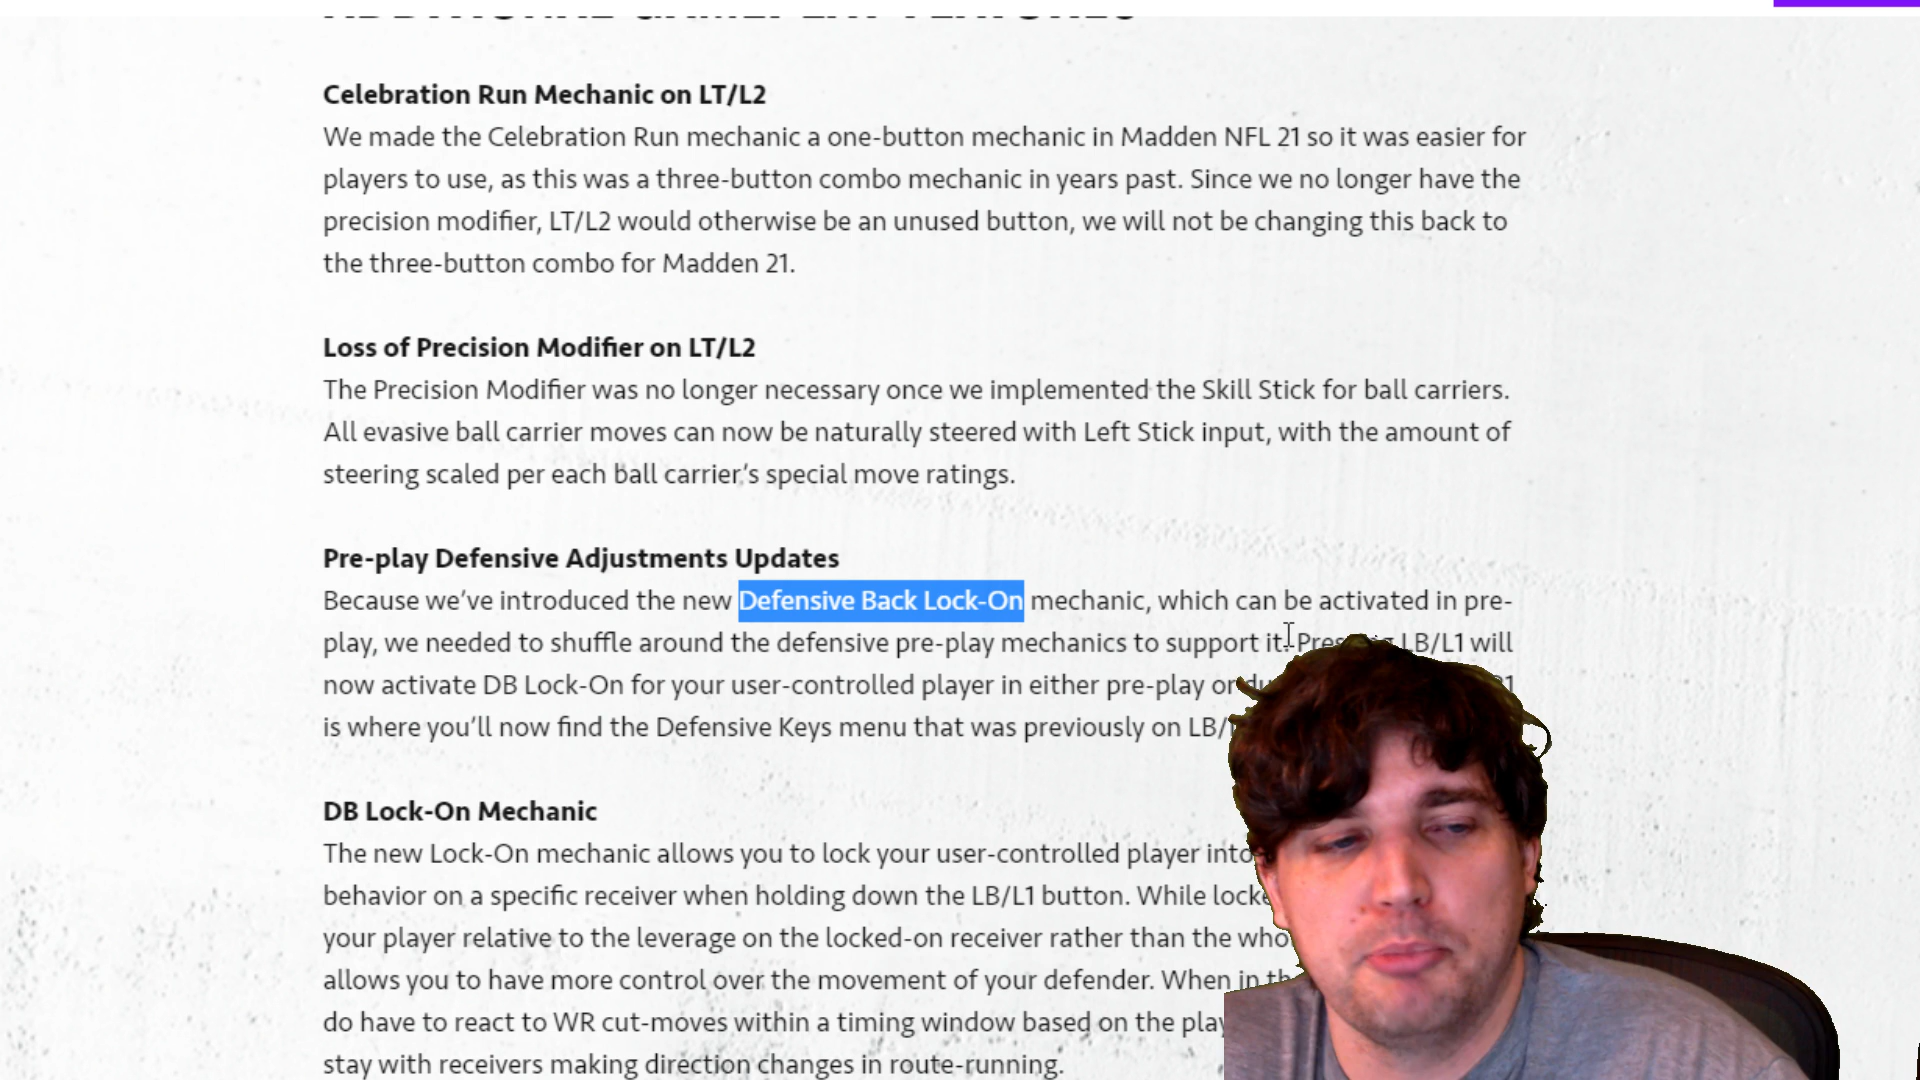 ADDITIONAL GAMEPLAY FEATURES
Celebration Run Mechanic on LT/L2
We made the Celebration Run mechanic a one-button mechanic in Madden NFL 21 so it was easier for
players to use, as this was a three-button combo mechanic in years past. Since we no longer have the
precision modifier, LT/L2 would otherwise be an unused button, we will not be changing this back to
the three-button combo for Madden 21.
Loss of Precision Modifier on LT/L2
The Precision Modifier was no longer necessary once we implemented the Skill Stick for ball carriers.
All evasive ball carrier moves can now be naturally steered with Left Stick input, with the amount of
steering scaled per each ball carrier's special move ratings.
Pre-play Defensive Adjustments Updates
Because we've introduced the new Defensive Back Lock-On mechanic, which can be activated in pre-
play, we needed to shuffle around the defensive pre-play mechanics to support it. LB/L1 will
now activate DB Lock-On for your user-controlled player in either pre-play or
is where you'll now find the Defensive Keys menu that was previously on LB/
DB Lock-On Mechanic
The new Lock-On mechanic allows you to lock your user-controlled player into
behavior on a specific receiver when holding down the LB/L1 button. While
your player relative to the leverage on the locked-on receiver rather than the
allows you to have more control over the movement of your defender. When in
do have to react to WR cut-moves within a timing window based on the
stay with receivers making direction changes in route-running.